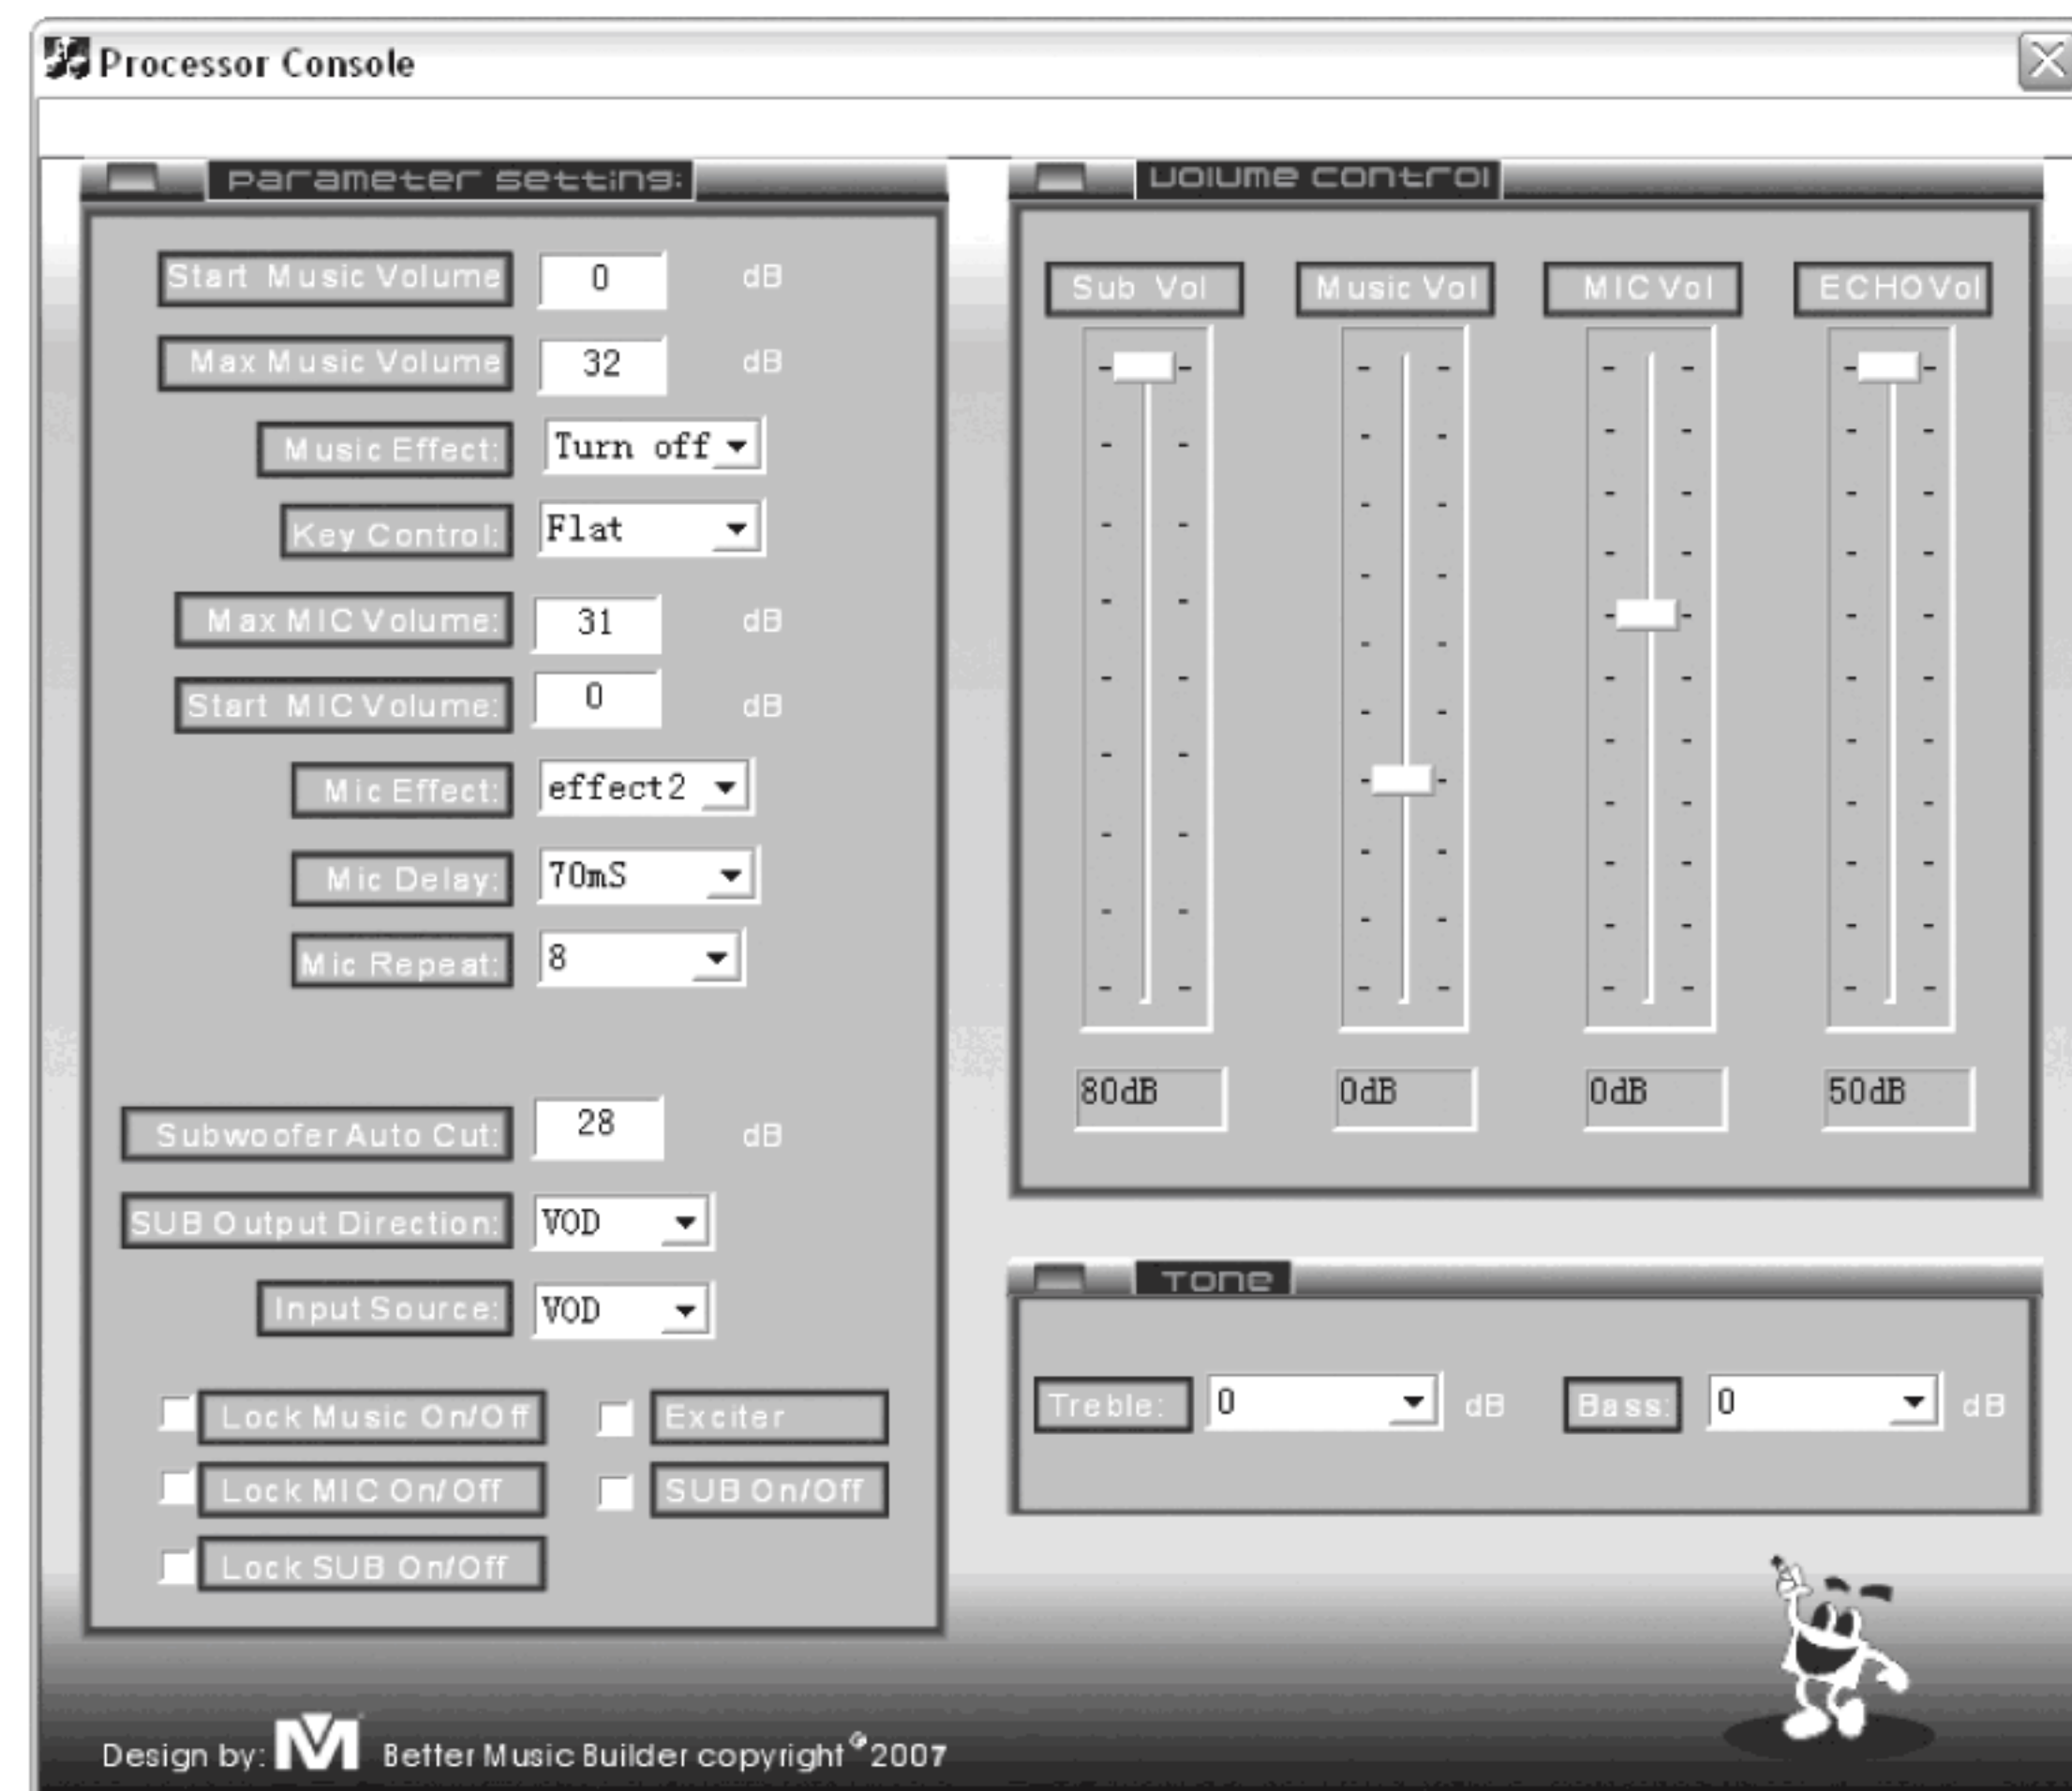 Processor Console
Parameter setting:
Start Music Volume 0 dB
Max Music Volume 32 dB
Music Effect: Turn off
Key Control: Flat
Max MIC Volume: 31 dB
Start MIC Volume: 0 dB
Mic Effect: effect2
Mic Delay: 70mS
Mic Repeat: 8
Subwoofer Auto Cut: 28 dB
SUB Output Direction: VOD
Input Source: VOD
Lock Music On/Off Exciter
Lock MIC On/Off SUB On/Off
Lock SUB On/Off
Volume Control
Sub Vol Music Vol MIC Vol ECHO Vol
80dB 0dB 0dB 50dB
Tone
Treble: 0 dB Bass: 0 dB
Design by: M Better Music Builder copyright © 2007